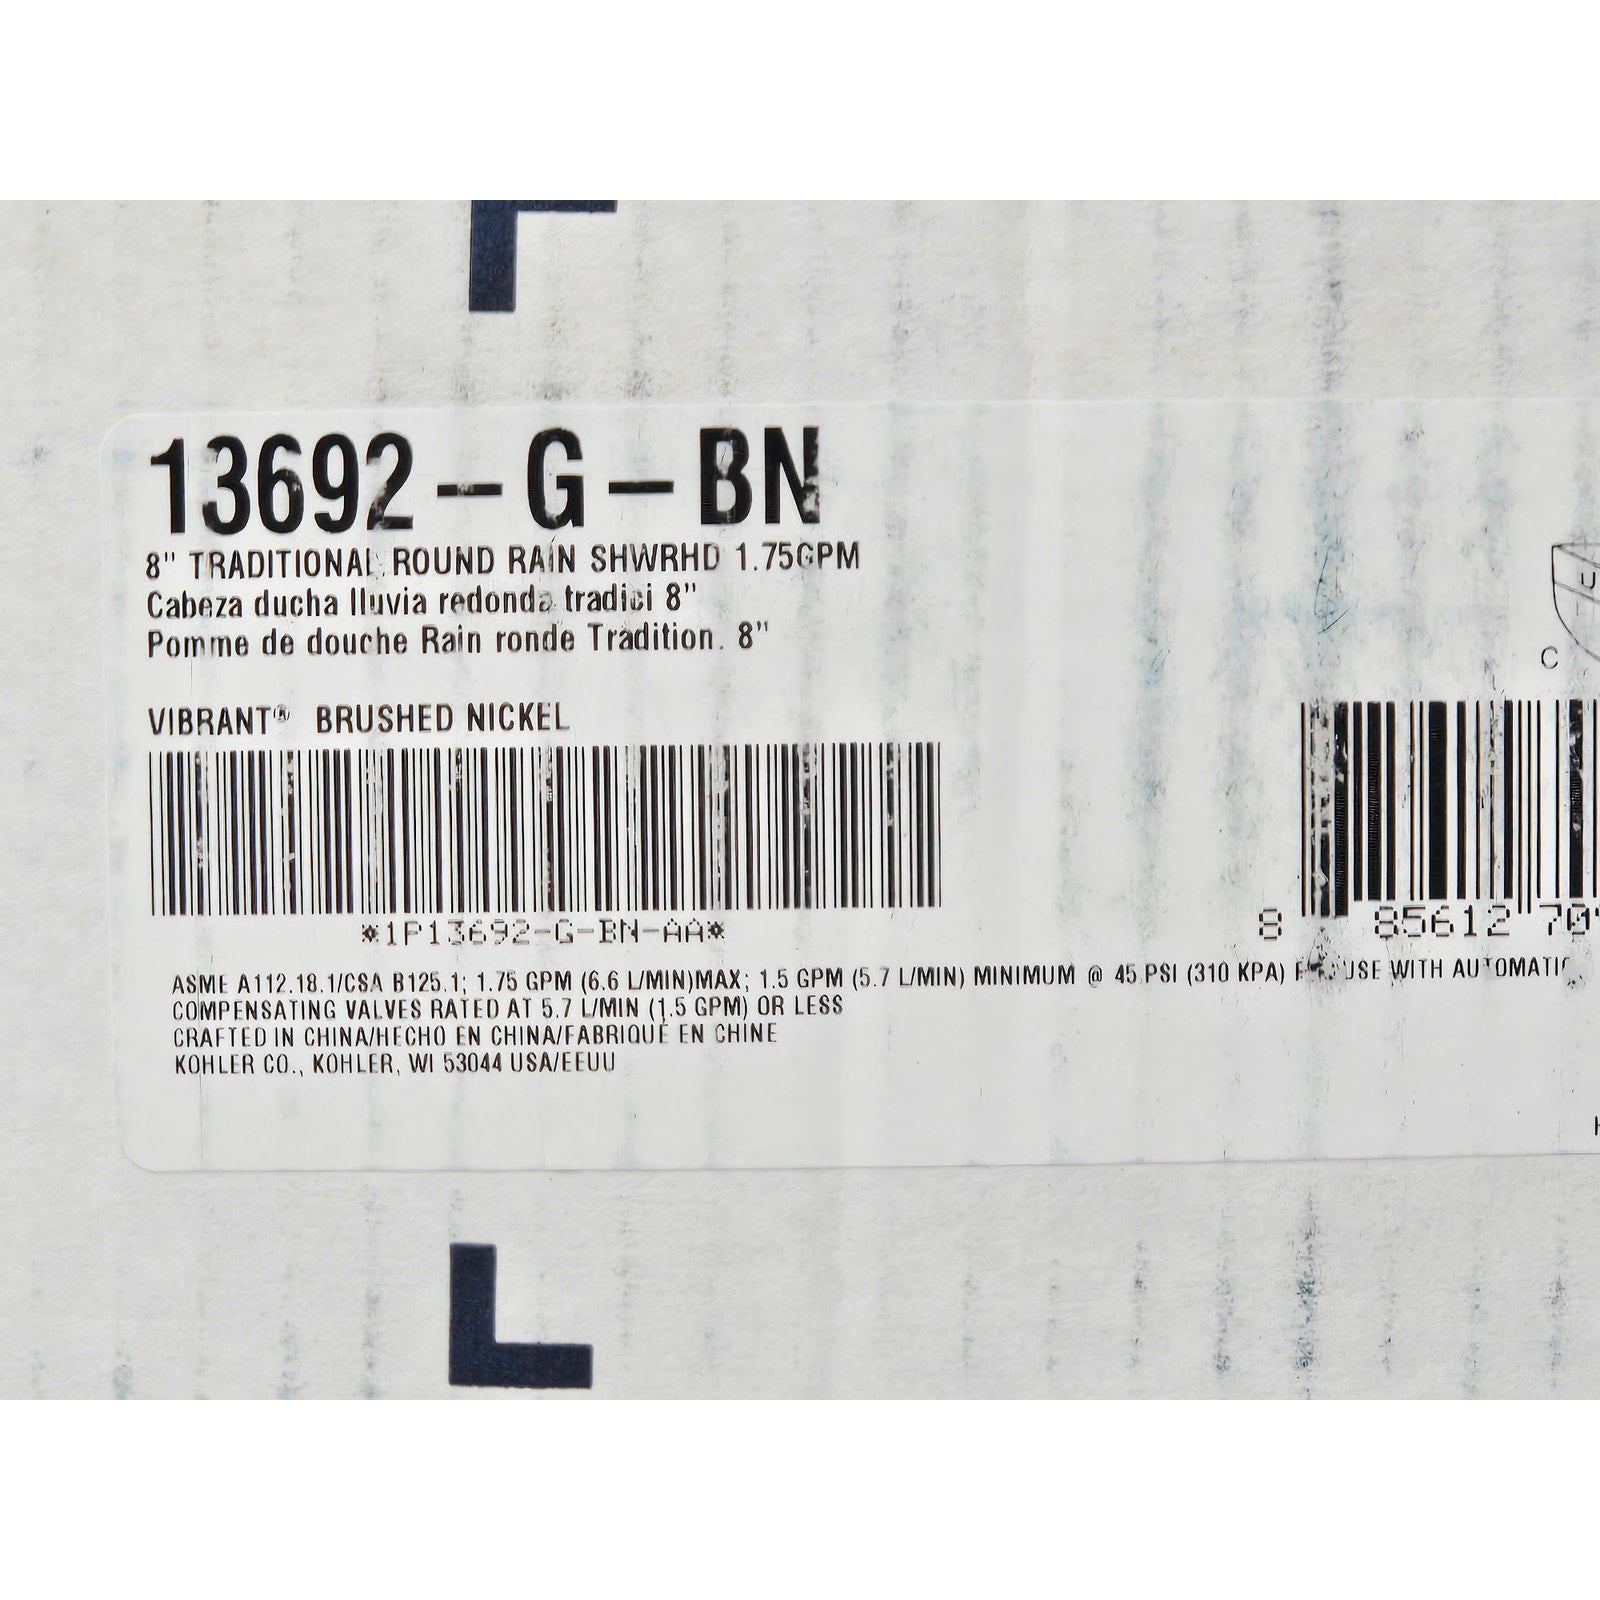 13692-G-BN
8" TRADITIONAL ROUND RAIN SHWRHD 1.75GPM
Cabeza ducha lluvia redonda tradici 8"
Pomme de douche Rain ronde Tradition. 8"
VIBRANT® BRUSHED NICKEL
*1P13692-G-BN-AA*
8 85612 70
C
ASME A112.18.1/CSA B125.1; 1.75 GPM (6.6 L/MIN)MAX; 1.5 GPM (5.7 L/MIN) MINIMUM @ 45 PSI (310 KPA) USE WITH AUTOMATIC
COMPENSATING VALVES RATED AT 5.7 L/MIN (1.5 GPM) OR LESS
CRAFTED IN CHINA/HECHO EN CHINA/FABRIQUÉ EN CHINE
KOHLER CO., KOHLER, WI 53044 USA/EEUU
L